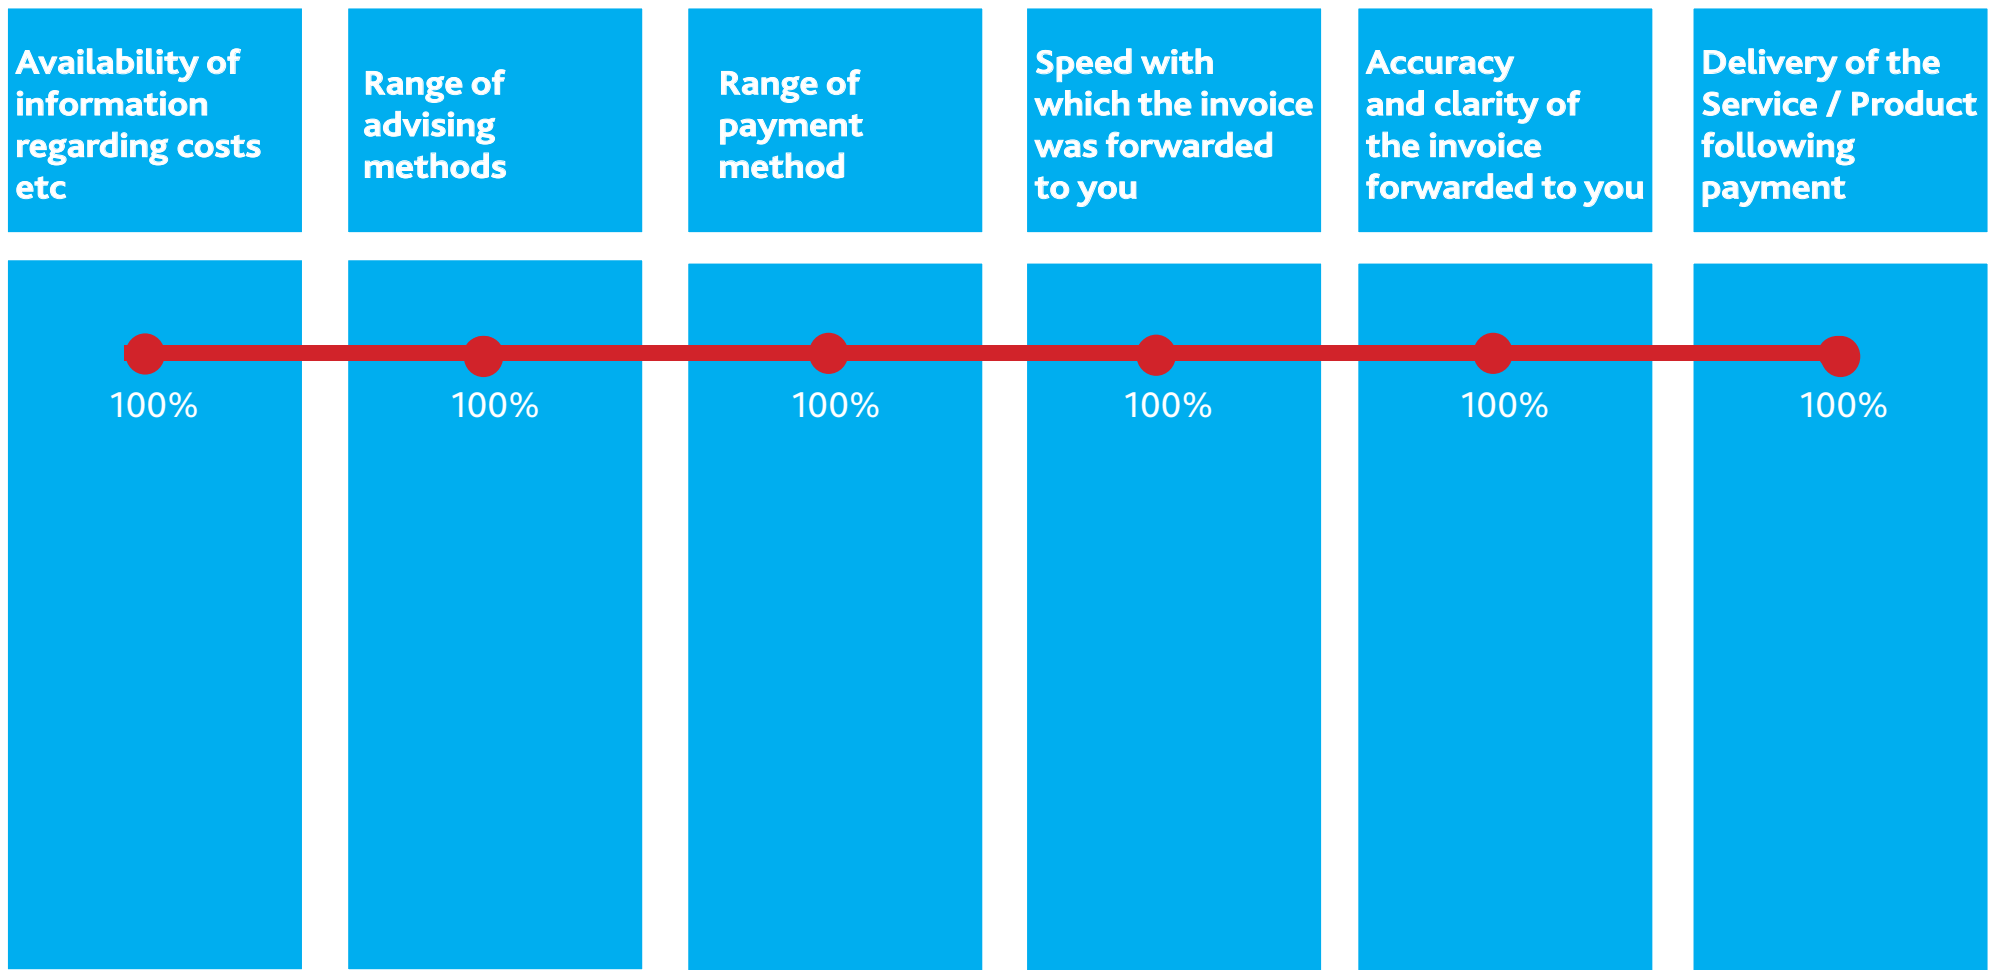 Availability of
information
regarding costs
etc
Range of
advising
methods
Range of
payment
method
Speed with
which the invoice
was forwarded
to you
Accuracy
and clarity of
the invoice
forwarded to you
Delivery of the
Service / Product
following
payment
100%
100%
100%
100%
100%
100%